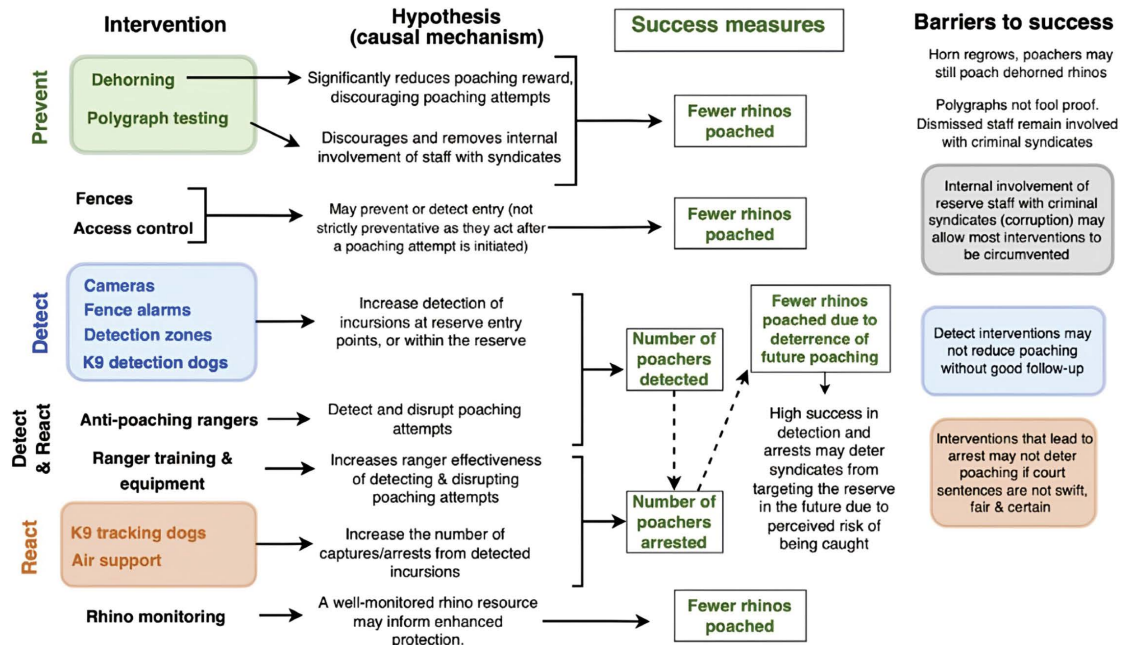 Intervention
Hypothesis
(causal mechanism)
Success measures
Barriers to success
Prevent
Dehorning
Polygraph testing
Significantly reduces poaching reward,
discouraging poaching attempts
Discourages and removes internal
involvement of staff with syndicates
Fewer rhinos
poached
Horn regrows, poachers may
still poach dehorned rhinos
Polygraphs not fool proof.
Dismissed staff remain involved
with criminal syndicates
Fences
Access control
May prevent or detect entry (not
strictly preventative as they act after
a poaching attempt is initiated)
Fewer rhinos
poached
Internal involvement of
reserve staff with criminal
syndicates (corruption) may
allow most interventions to
be circumvented
Detect
Cameras
Fence alarms
Detection zones
K9 detection dogs
Increase detection of
incursions at reserve entry
points, or within the reserve
Number of
poachers
detected
Fewer rhinos
poached due to
deterrence of
future poaching
Detect interventions may
not reduce poaching
without good follow-up
Detect
& React
Anti-poaching rangers
Detect and disrupt poaching
attempts
Ranger training &
equipment
Increases ranger effectiveness
of detecting & disrupting
poaching attempts
High success in
detection and
arrests may deter
syndicates from
targeting the reserve
in the future due to
perceived risk of
being caught
Interventions that lead to
arrest may not deter
poaching if court
sentences are not swift,
fair & certain
React
K9 tracking dogs
Air support
Increase the number of
captures/arrests from detected
incursions
Number of
poachers
arrested
Rhino monitoring
A well-monitored rhino resource
may inform enhanced
protection.
Fewer rhinos
poached